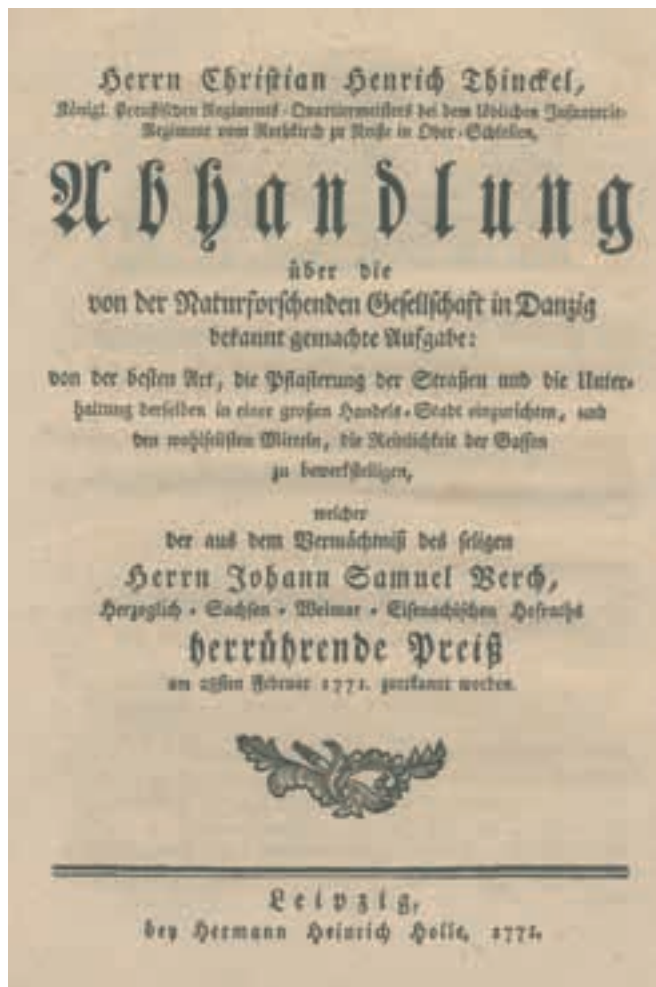 Herrn Christian Henrich Thinckel,
Königl. Preußischen Regiments-Quartiermeisters bei dem löblichen Infanterie-
Regiment vom Rothkirch zu Neiße in Ober-Schlesien,
Abhandlung
über die
von der Naturforschenden Gesellschaft in Danzig
bekannt gemachte Aufgabe:
von der besten Art, die Pflasterung der Straßen und die Unter-
haltung derselben in einer großen Handels-Stadt einzurichten, und
den wohlfeilsten Mitteln, die Reinlichkeit der Gassen
zu bewerkstelligen,
welcher
der aus dem Vermächtniß des seligen
Herrn Johann Samuel Verch,
Herzoglich-Sachsen-Weimar-Eisenachischen Hofraths
herrührende Preiß
am 28sten Februar 1771. zuerkannt worden.
Leipzig,
bey Hermann Heinrich Holle, 1771.